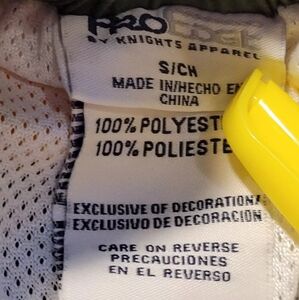 PROEDGE
BY KNIGHTS APPAREL
S/CH
MADE IN/HECHO EN
CHINA
100% POLYEST
100% POLIESTE
EXCLUSIVE OF DECORATION/
EXCLUSIVO DE DECORACIÓN
CARE ON REVERSE
PRECAUCIONES
EN EL REVERSO